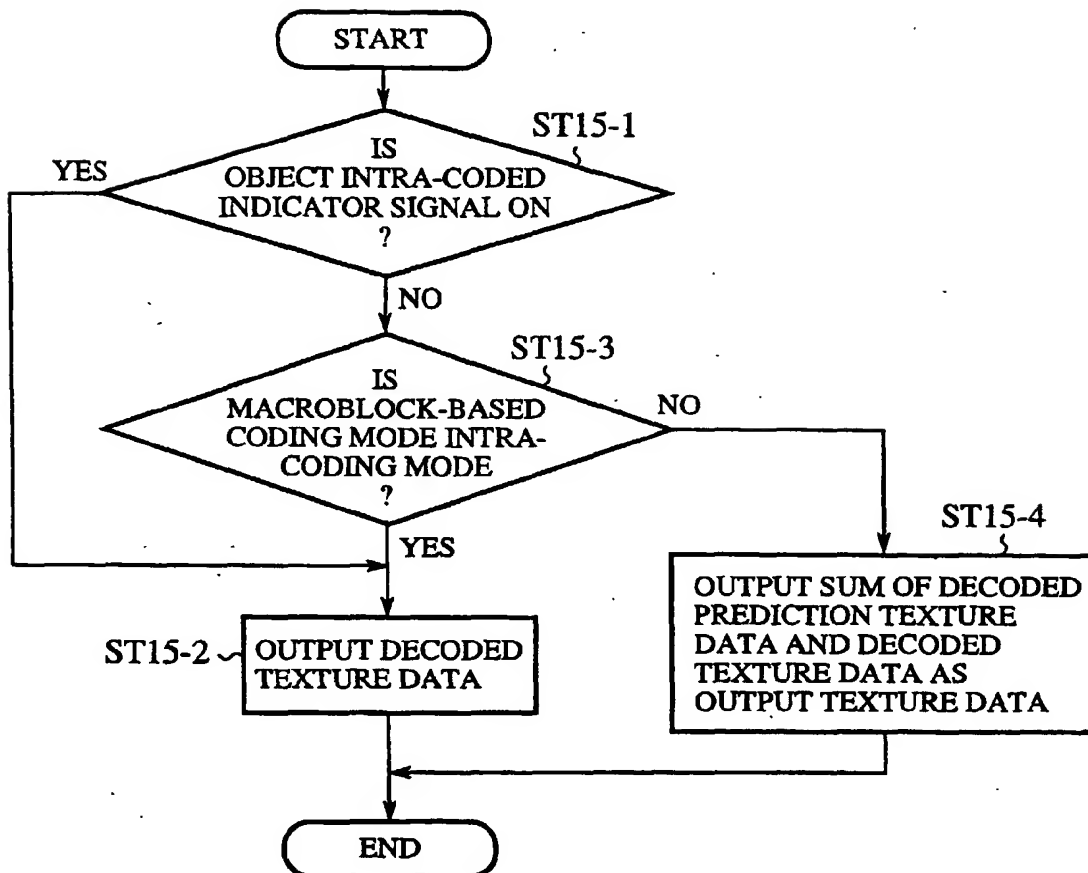 START
ST15-1
YES
IS
OBJECT INTRA-CODED
INDICATOR SIGNAL ON
?
NO
ST15-3
IS
MACROBLOCK-BASED
CODING MODE INTRA-
CODING MODE
?
NO
YES
ST15-4
OUTPUT SUM OF DECODED
PREDICTION TEXTURE
DATA AND DECODED
TEXTURE DATA AS
OUTPUT TEXTURE DATA
ST15-2
OUTPUT DECODED
TEXTURE DATA
END